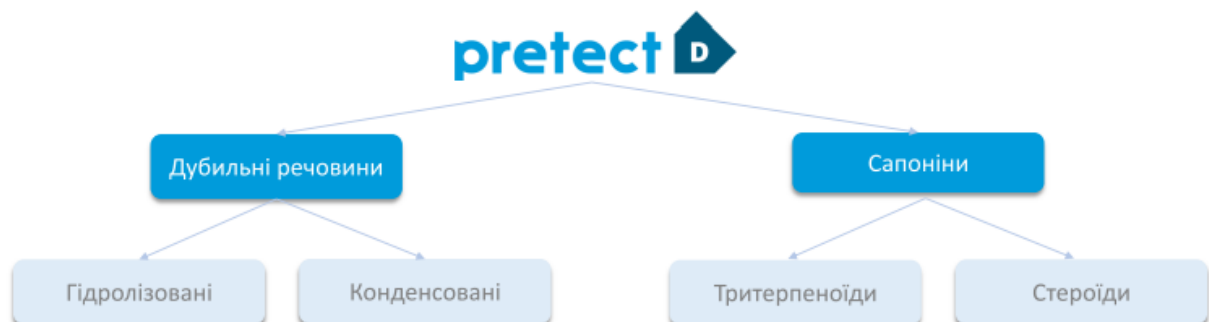 pretect D
Дубильні речовини
Сапоніни
Гідролізовані
Конденсовані
Тритерпеноїди
Стероїди